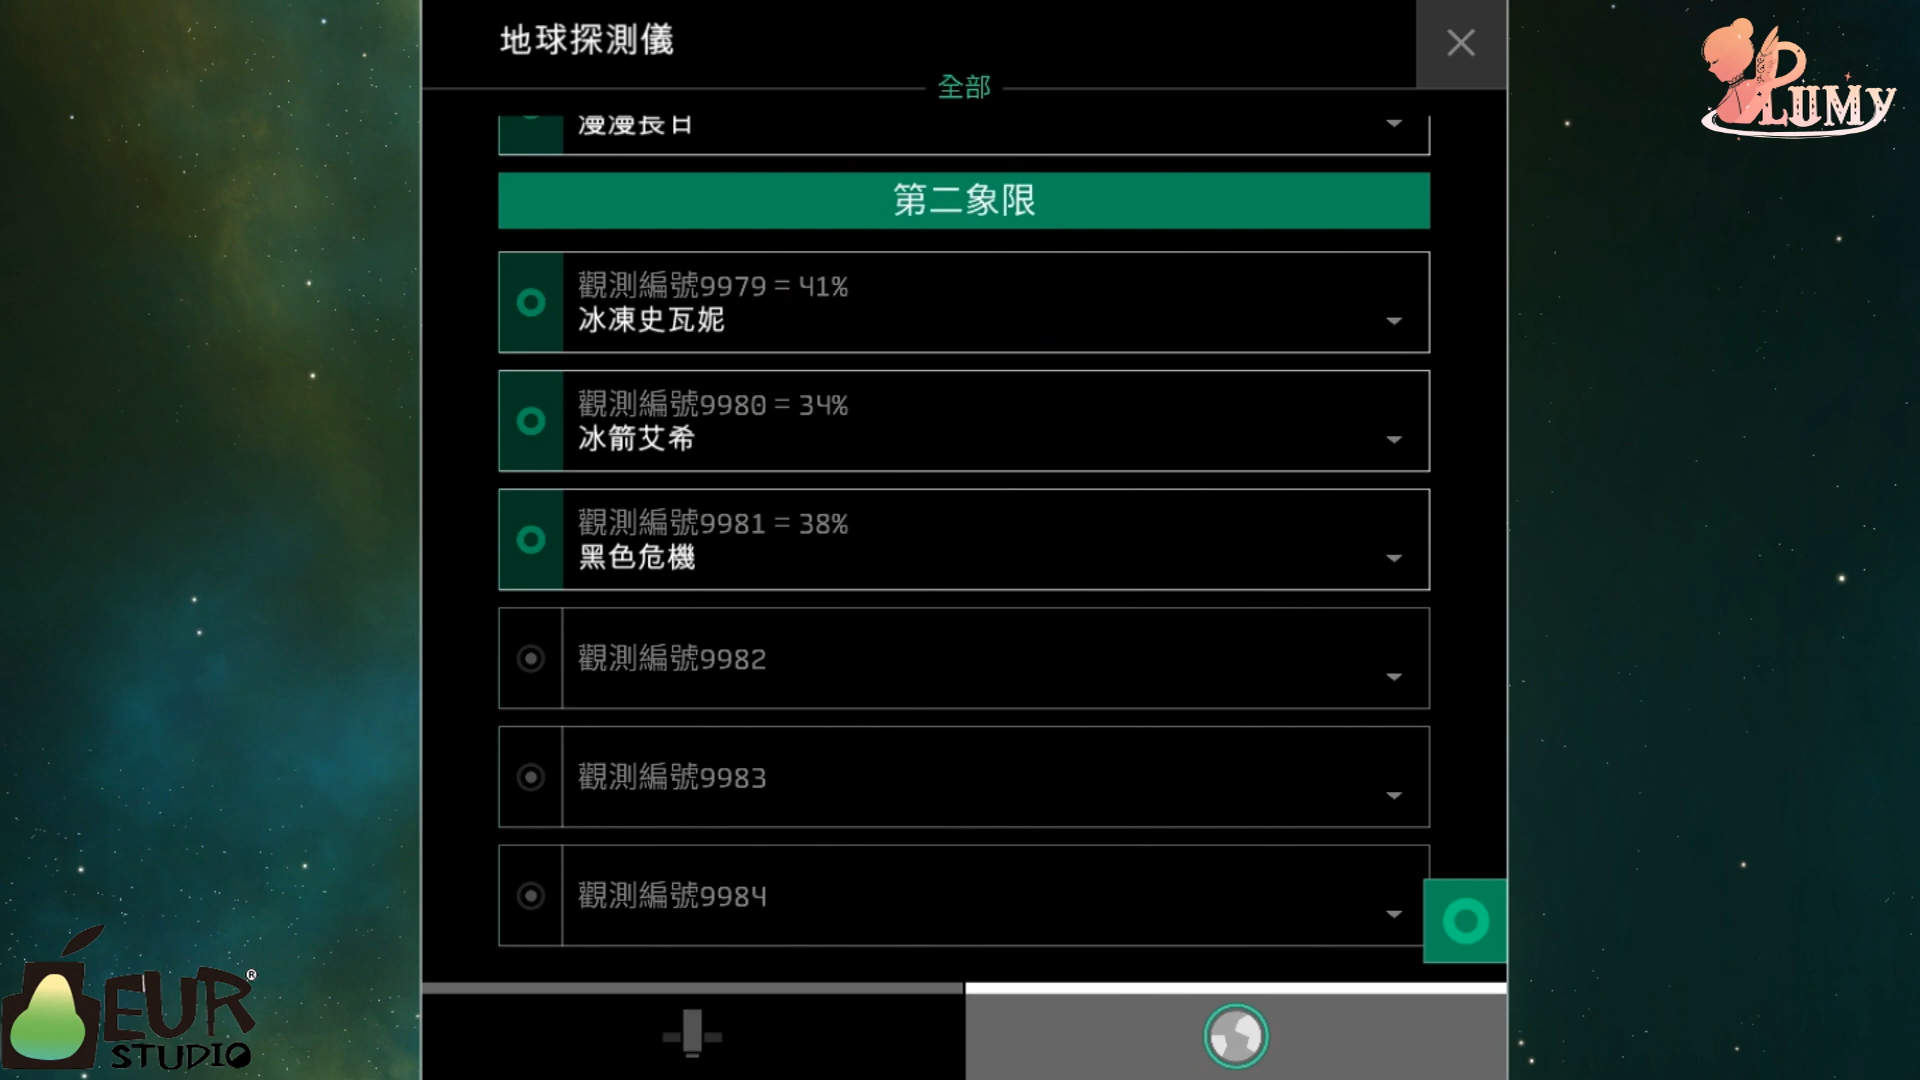 地球探測儀
全部
漫漫長日
第二象限
觀測編號9979 = 41%
冰凍史瓦妮
觀測編號9980 = 34%
冰箭艾希
觀測編號9981 = 38%
黑色危機
觀測編號9982
觀測編號9983
觀測編號9984
PLUMY
EUR®
STUDIO